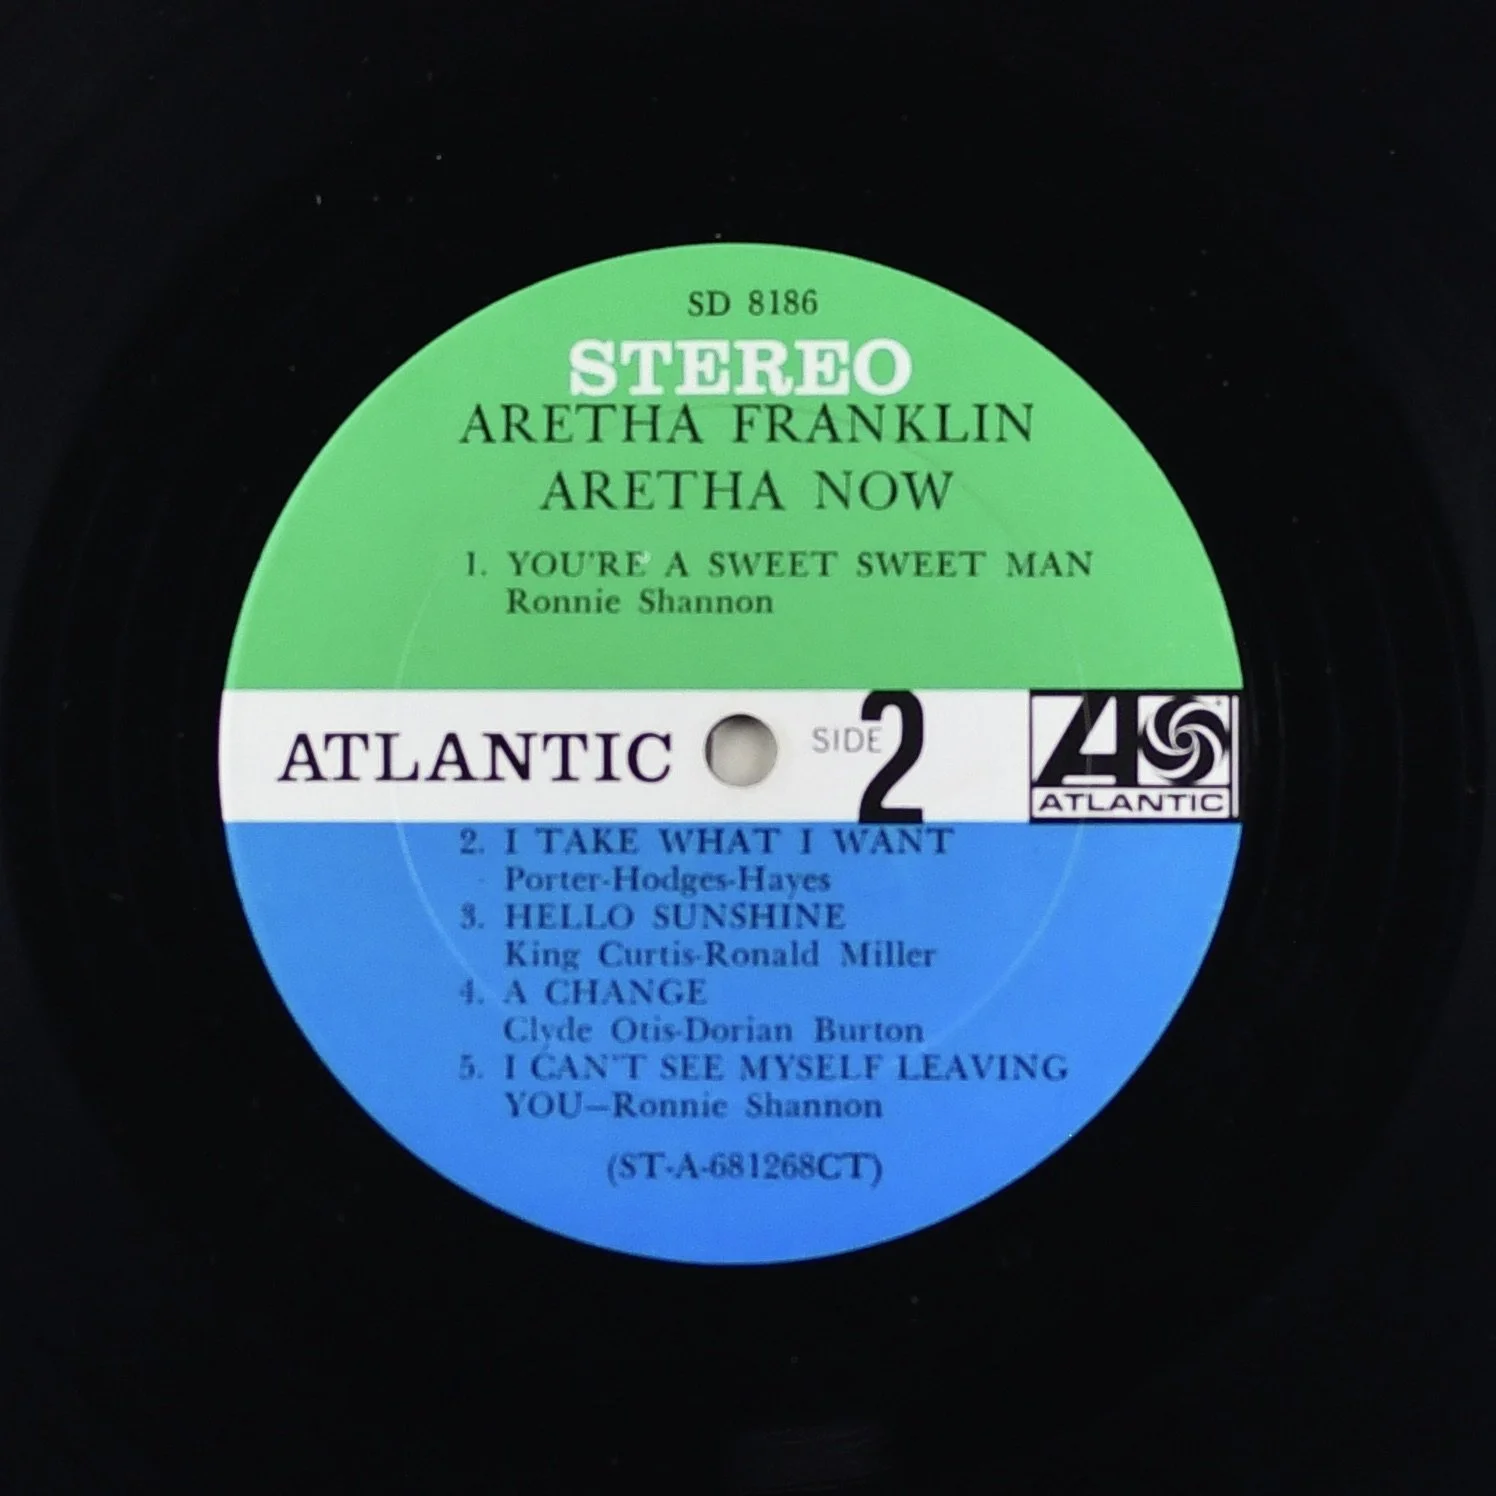 SD 8186
STEREO
ARETHA FRANKLIN
ARETHA NOW
1. YOU'RE A SWEET SWEET MAN
Ronnie Shannon
ATLANTIC
SIDE 2
A
ATLANTIC
2. I TAKE WHAT I WANT
Porter-Hodges-Hayes
3. HELLO SUNSHINE
King Curtis-Ronald Miller
4. A CHANGE
Clyde Otis-Dorian Burton
5. I CAN'T SEE MYSELF LEAVING
YOU—Ronnie Shannon
(ST-A-681268CT)